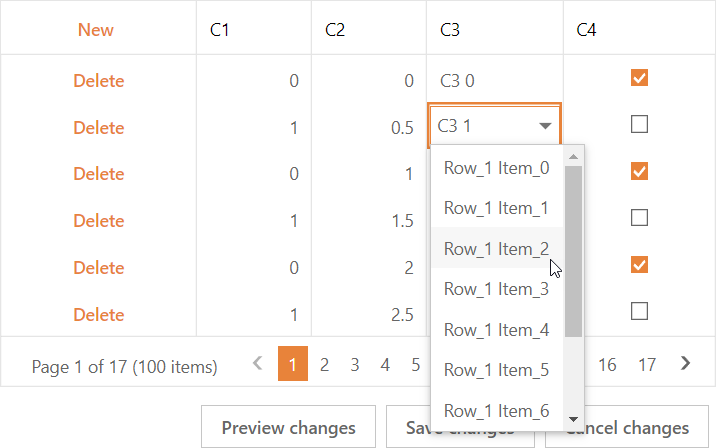 New C1 C2 C3 C4
Delete 0 0 C3 0
Delete 1 0.5 C3 1
Delete 0 1
Row_1 Item_0
Delete 1 1.5
Row_1 Item_1
Delete 0 2
Row_1 Item_2
Delete 1 2.5
Row_1 Item_3
Row_1 Item_4
Row_1 Item_5
Row_1 Item_6
Page 1 of 17 (100 items) 1 2 3 4 5 16 17
Preview changes Save changes Cancel changes